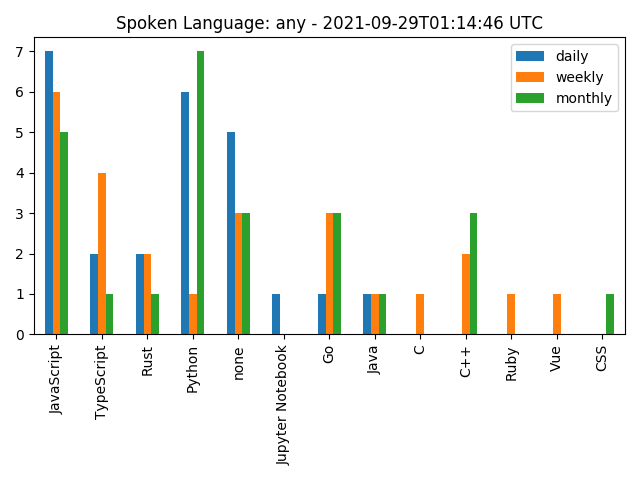 Spoken Language: any - 2021-09-29T01:14:46 UTC
daily
weekly
monthly
7
6
5
4
3
2
1
0
JavaScript
TypeScript
Rust
Python
none
Jupyter Notebook
Go
Java
C
C++
Ruby
Vue
CSS